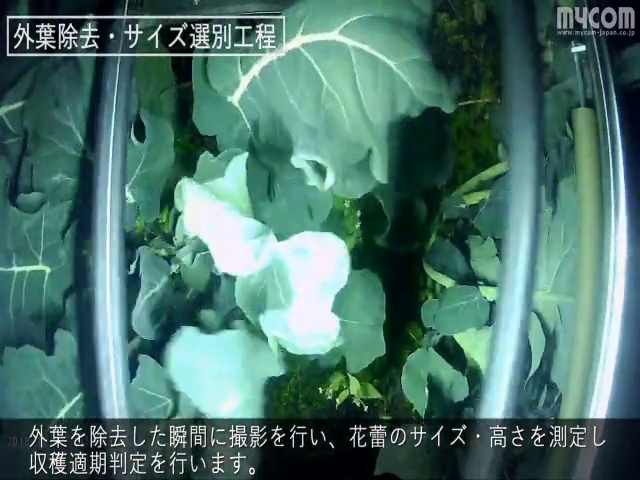 外葉除去・サイズ選別工程
mycom
www.mycom-japan.co.jp
外葉を除去した瞬間に撮影を行い、花蕾のサイズ・高さを測定し
収穫適期判定を行います。